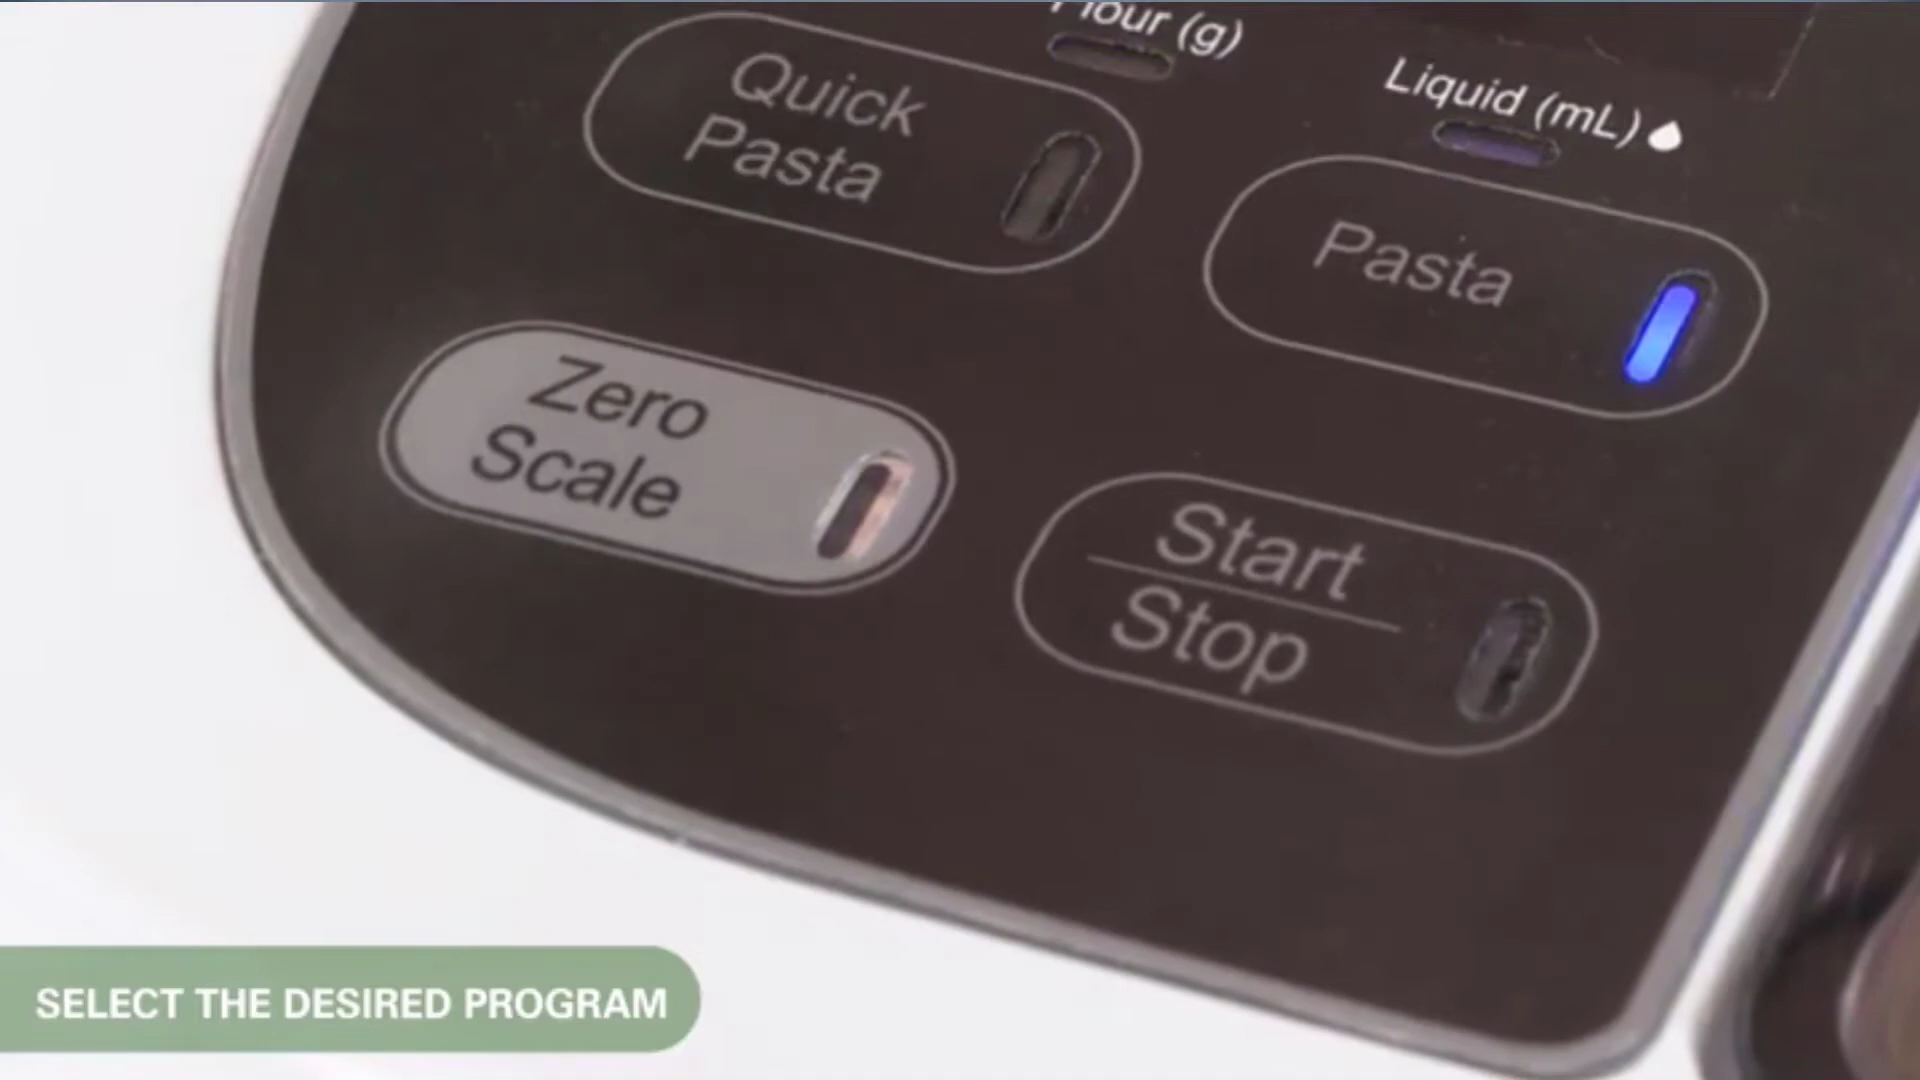 Flour (g)
Liquid (mL)
Quick
Pasta
Pasta
Zero
Scale
Start
Stop
SELECT THE DESIRED PROGRAM